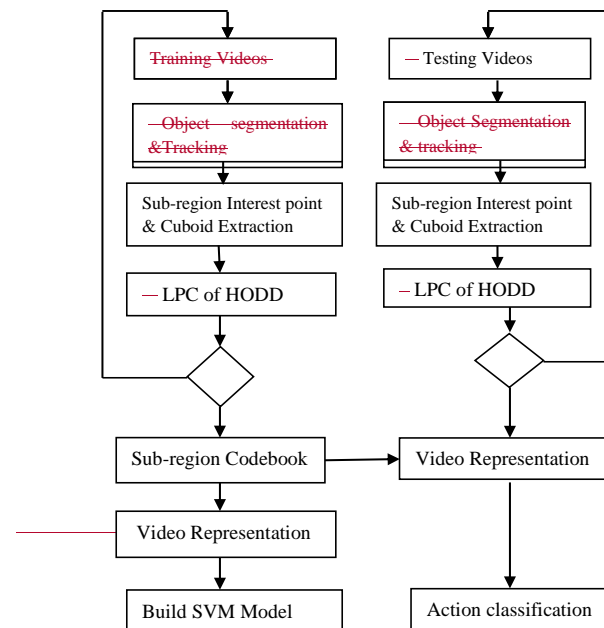 Training Videos
— Object segmentation
&Tracking
Sub-region Interest point
& Cuboid Extraction
— LPC of HODD
Sub-region Codebook
Video Representation
Build SVM Model
— Testing Videos
— Object Segmentation
& tracking
Sub-region Interest point
& Cuboid Extraction
– LPC of HODD
Video Representation
Action classification